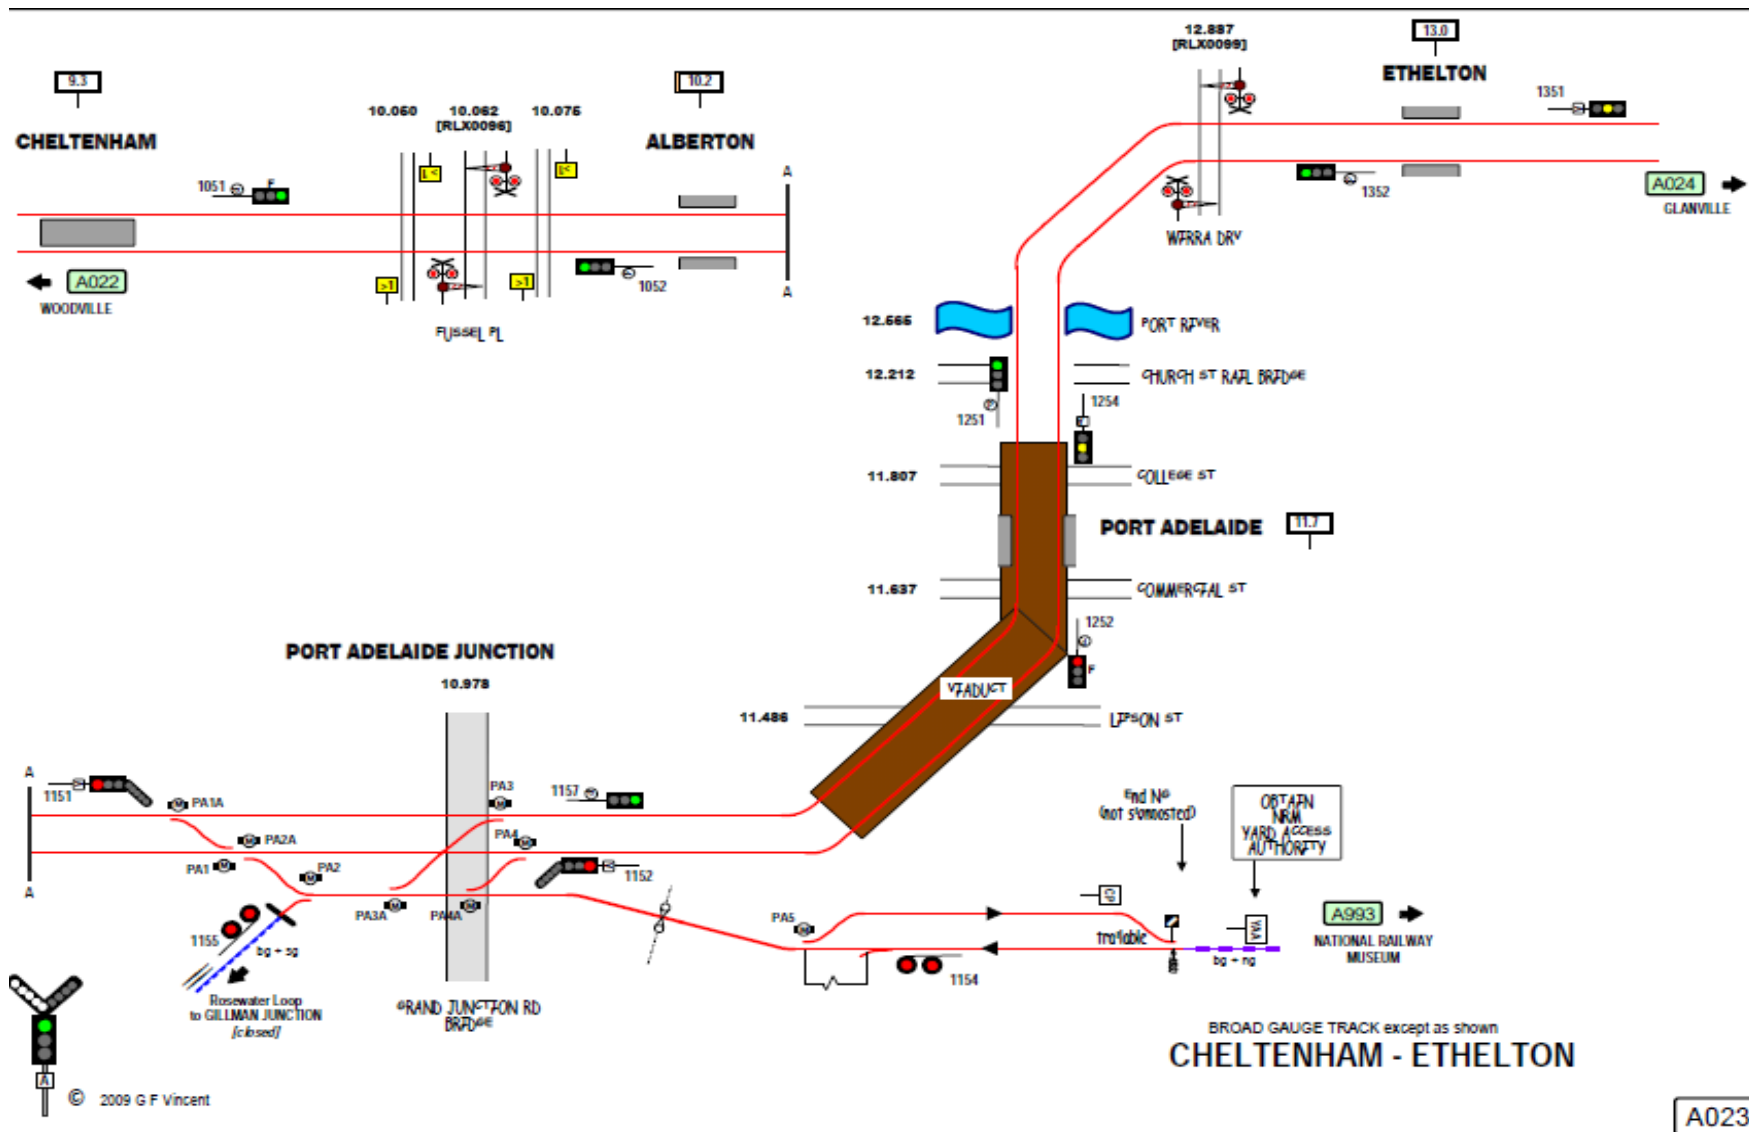 9.3
CHELTENHAM
1051
F
10.050
10.062
[RLX0096]
10.075
10.2
ALBERTON
A
A
1052
FUSSEL PL
A022
WOODVILLE
12.887
[RLX0099]
13.0
ETHELTON
1351
1352
A024
GLANVILLE
WERRA DRV
12.565
PORT RIVER
12.212
CHURCH ST RAIL BRIDGE
1251
1254
11.807
COLLEGE ST
PORT ADELAIDE
11.7
11.637
COMMERCIAL ST
1252
F
VIADUCT
11.486
LIPSON ST
PORT ADELAIDE JUNCTION
10.978
A
A
1151
PA1A
PA2A
PA1
PA2
PA3
1157
PA4
1152
PA3A
PA4A
1155
bg + sg
Rosewater Loop
to GILLMAN JUNCTION
[closed]
GRAND JUNCTION RD
BRIDGE
PA5
CP
trailable
1154
End NG
(not signposted)
OBTAIN
NRM
YARD ACCESS
AUTHORITY
YAA
bg + ng
A993
NATIONAL RAILWAY
MUSEUM
A
© 2009 G F Vincent
BROAD GAUGE TRACK except as shown
CHELTENHAM - ETHELTON
A023